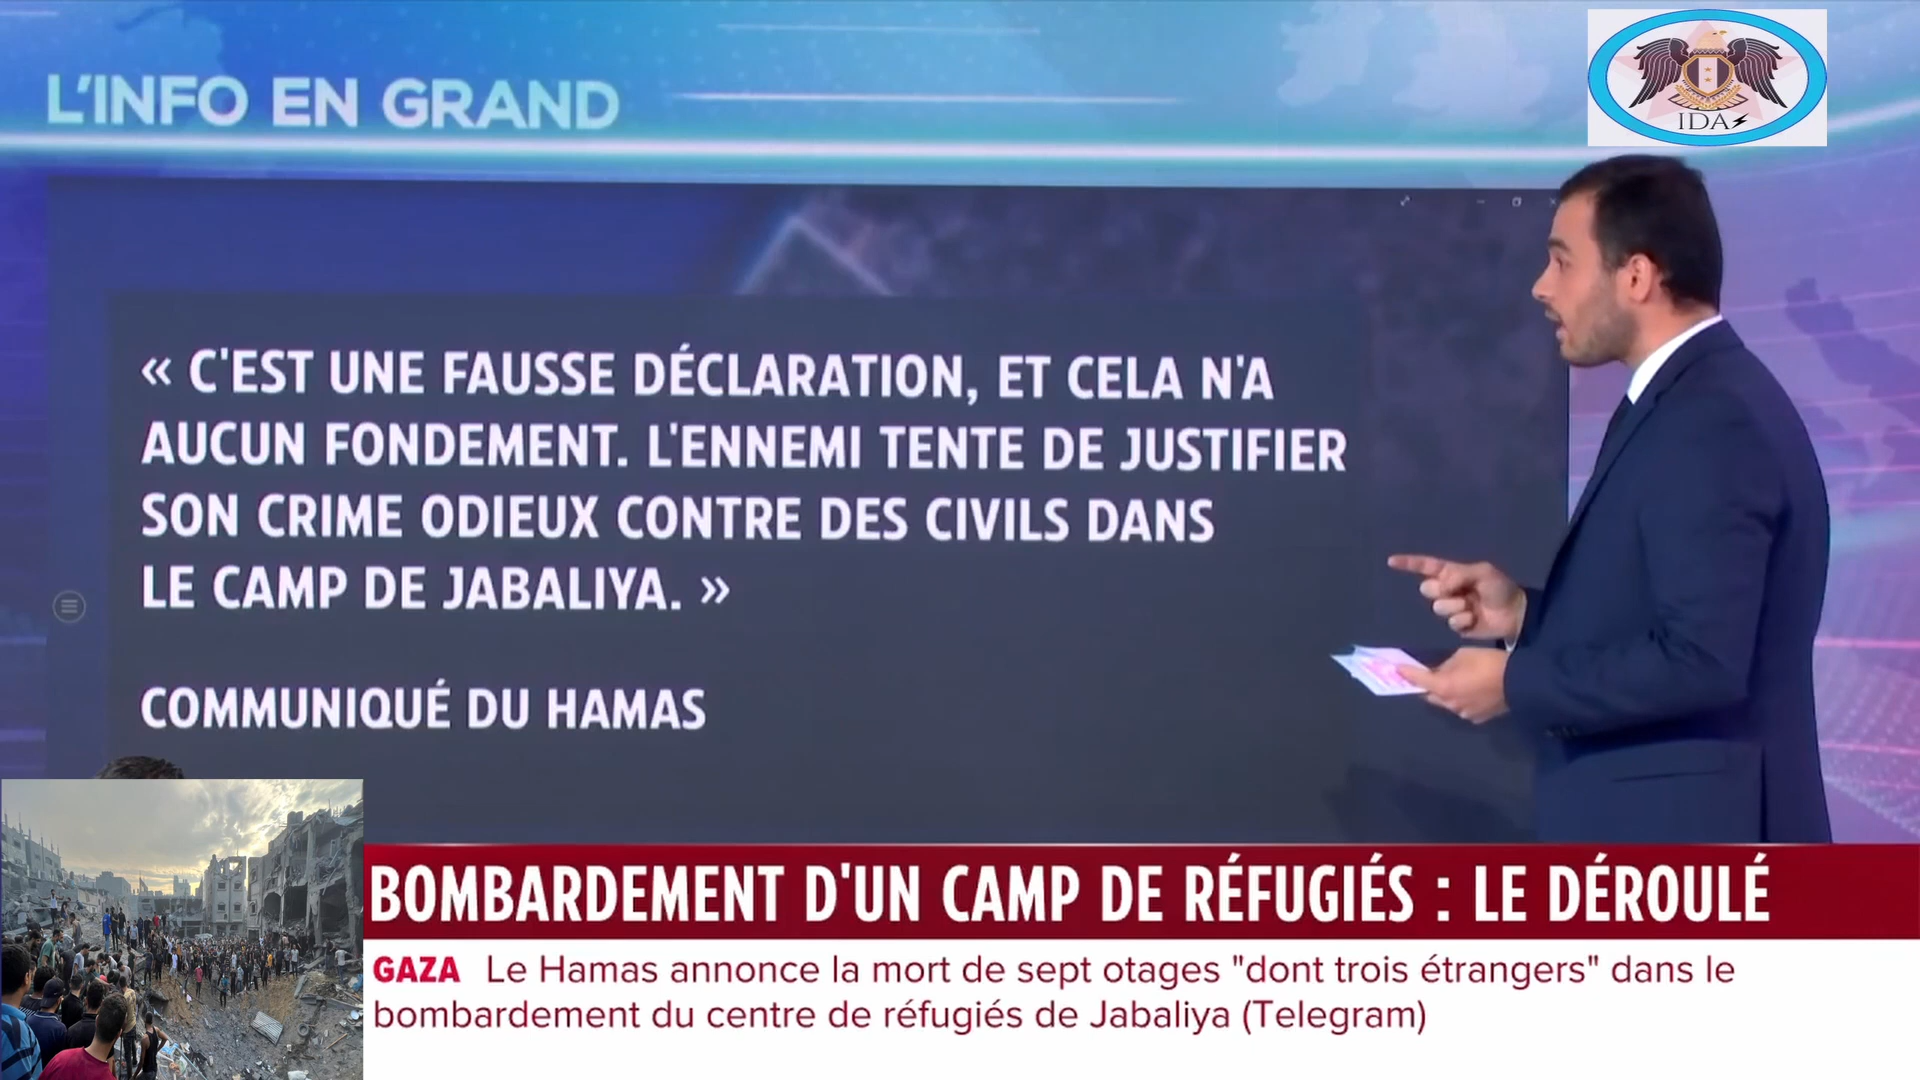 L'INFO EN GRAND
IDA
« C'EST UNE FAUSSE DÉCLARATION, ET CELA N'A
AUCUN FONDEMENT. L'ENNEMI TENTE DE JUSTIFIER
SON CRIME ODIEUX CONTRE DES CIVILS DANS
LE CAMP DE JABALIYA. »
COMMUNIQUÉ DU HAMAS
BOMBARDEMENT D'UN CAMP DE RÉFUGIÉS : LE DÉROULÉ
GAZA Le Hamas annonce la mort de sept otages "dont trois étrangers" dans le
bombardement du centre de réfugiés de Jabaliya (Telegram)